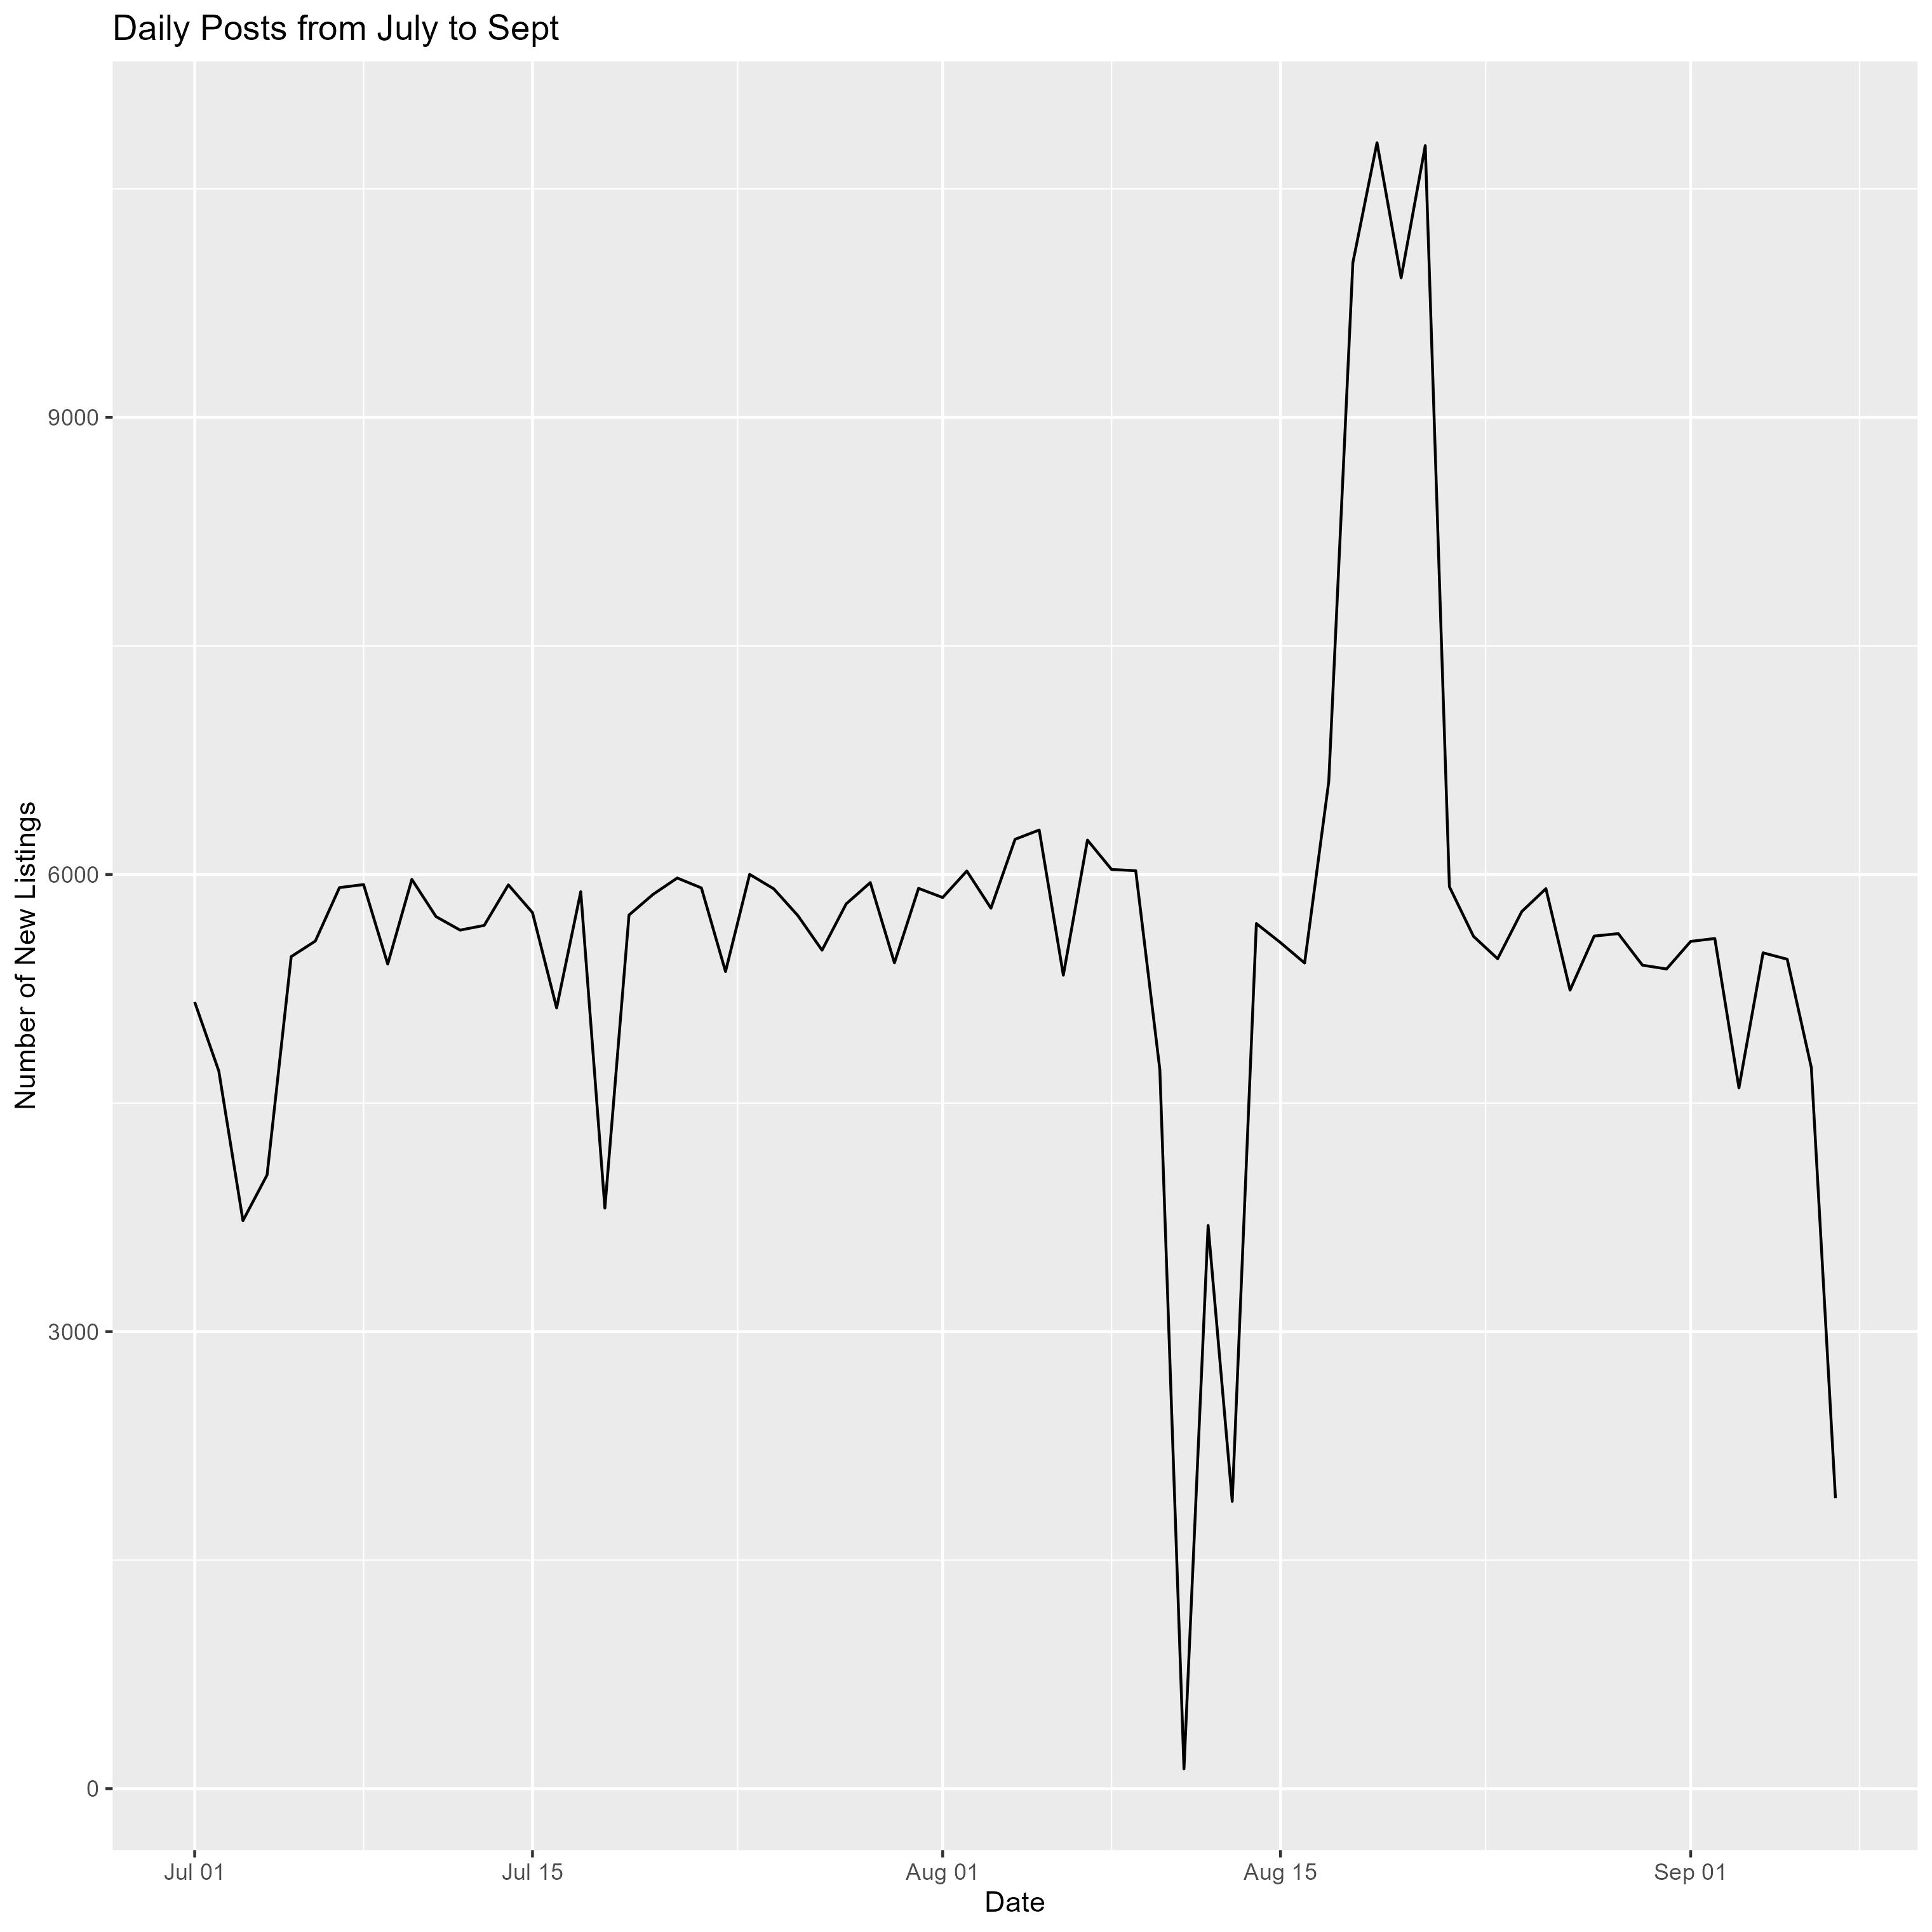 Daily Posts from July to Sept
Number of New Listings
9000
6000
3000
0
Jul 01 Jul 15 Aug 01 Aug 15 Sep 01
Date